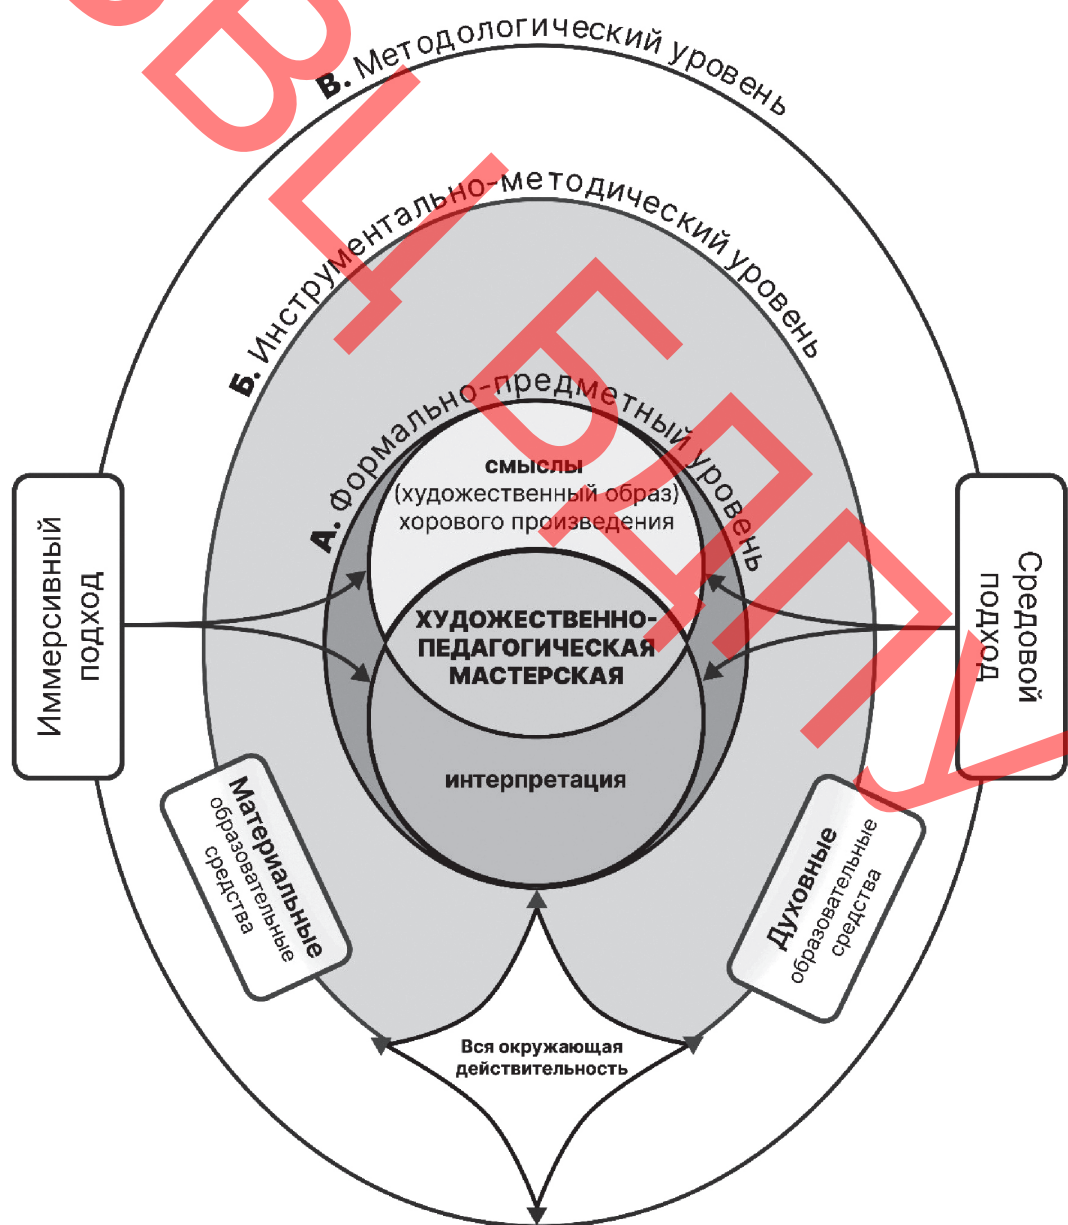 В. Методологический уровень
Б. Инструментально-методический уровень
А. Формально-предметный уровень
смыслы
(художественный образ)
хорового произведения
ХУДОЖЕСТВЕННО-
ПЕДАГОГИЧЕСКАЯ
МАСТЕРСКАЯ
интерпретация
Иммерсивный
подход
Средовой
подход
Материальные
образовательные
средства
Духовные
образовательные
средства
Вся окружающая
действительность
БДПУ